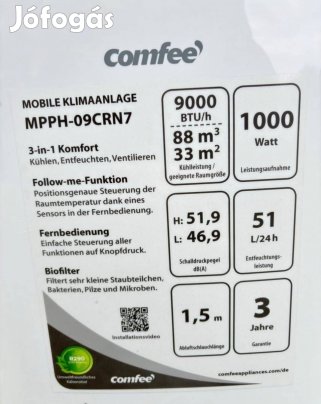 Jófogás
comfee
MOBILE KLIMAANLAGE
MPPH-09CRN7
3-in-1 Komfort
Kühlen, Entfeuchten, Ventilieren
Follow-me-Funktion
Positionsgenaue Steuerung der
Raumtemperatur dank eines
Sensors in der Fernbedienung.
Fernbedienung
Einfache Steuerung aller
Funktionen auf Knopfdruck.
Biofilter
Filtert sehr kleine Staubteilchen,
Bakterien, Pilze und Mikroben.
9000
BTU/h
88 m³
33 m²
Kühlleistung /
geeignete Raumgröße
1000
Watt
Leistungsaufnahme
H: 51,9
L: 46,9
Schalldruckpegel
dB(A)
51
L/24 h
Entfeuchtungs-
leistung
1,5 m
Abluftschlauchlänge
3
Jahre
Garantie
R290
Umweltfreundliches
Kältemittel
Installationsvideo
comfee
comfeeappliances.com/de
Jófogás